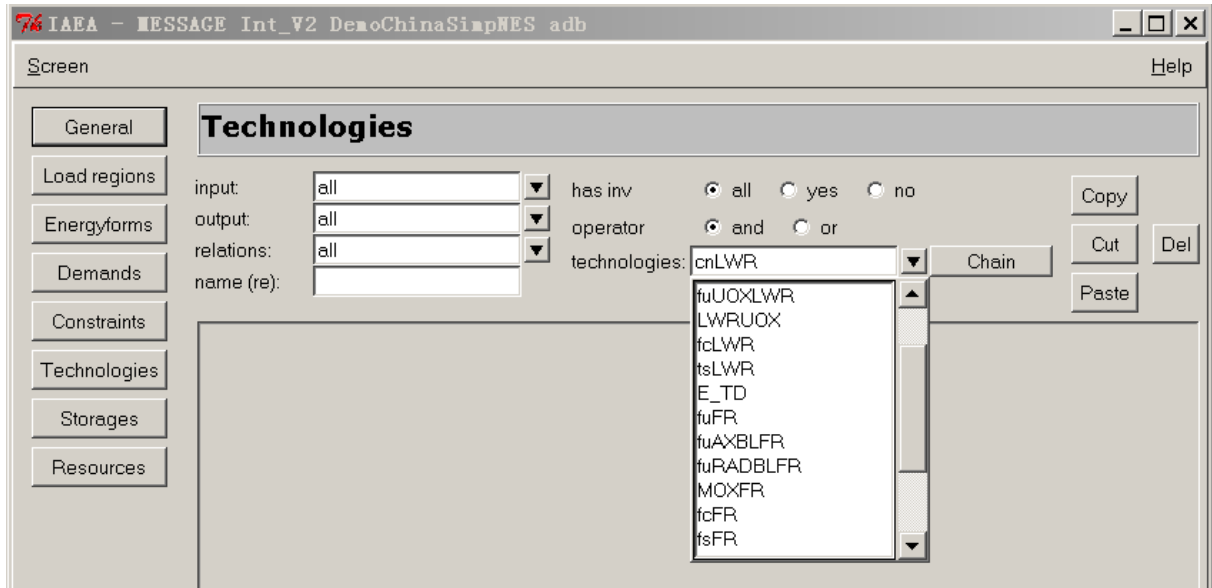 IAEA - MESSAGE Int_V2 DemoChinaSimpNES adb
Screen Help
General
Load regions
Energyforms
Demands
Constraints
Technologies
Storages
Resources
Technologies
input: all
output: all
relations: all
name (re):
has inv all yes no
operator and or
technologies: cnLWR Chain
fuUOXLWR
LWRUOX
fcLWR
tsLWR
E_TD
fuFR
fuAXBLFR
fuRADBLFR
MOXFR
fcFR
fsFR
Copy
Cut Del
Paste